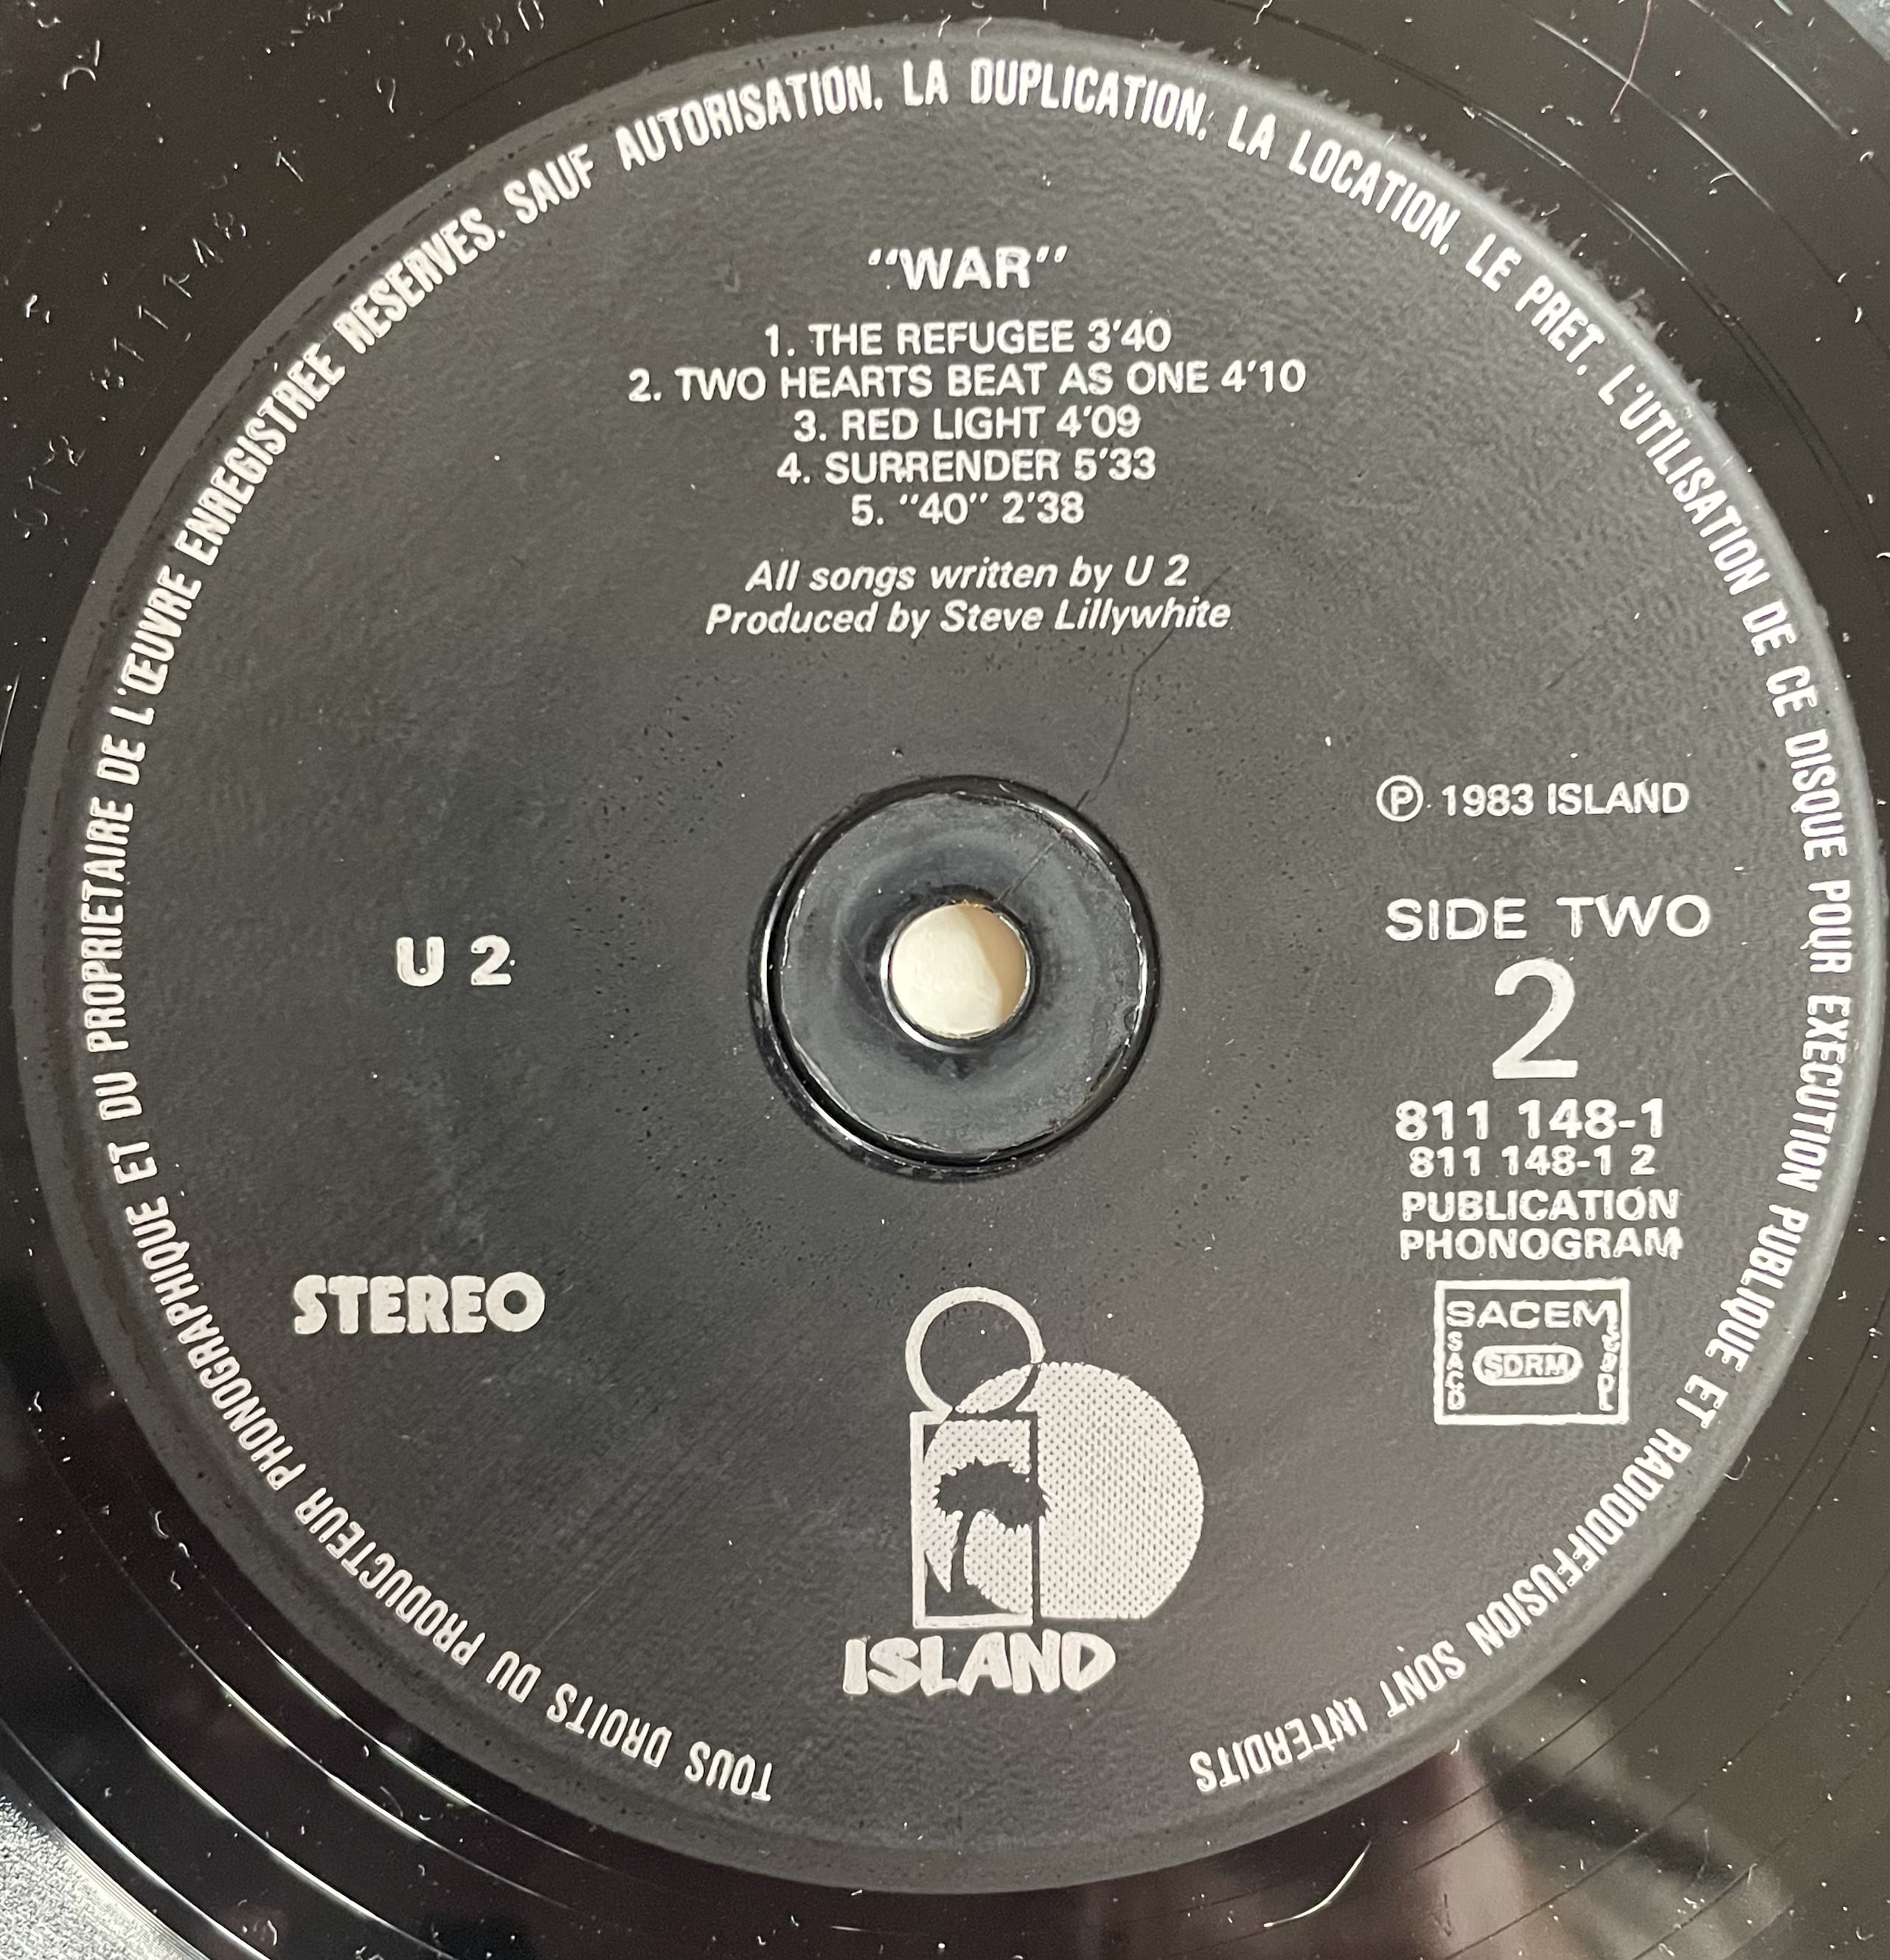 TOUS DROITS DU PRODUCTEUR PHONOGRAPHIQUE ET DU PROPRIETAIRE DE L'ŒUVRE ENREGISTREE RESERVES. SAUF AUTORISATION, LA DUPLICATION, LA LOCATION, LE PRET, L'UTILISATION DE CE DISQUE POUR EXECUTION PUBLIQUE ET RADIODIFFUSION SONT INTERDITS
"WAR"
1. THE REFUGEE 3'40
2. TWO HEARTS BEAT AS ONE 4'10
3. RED LIGHT 4'09
4. SURRENDER 5'33
5. "40" 2'38
All songs written by U 2
Produced by Steve Lillywhite
Ⓟ 1983 ISLAND
U 2
SIDE TWO
2
811 148-1
811 148-1 2
PUBLICATION
PHONOGRAM
STEREO
SACEM
SACD
SDRM
ISLAND